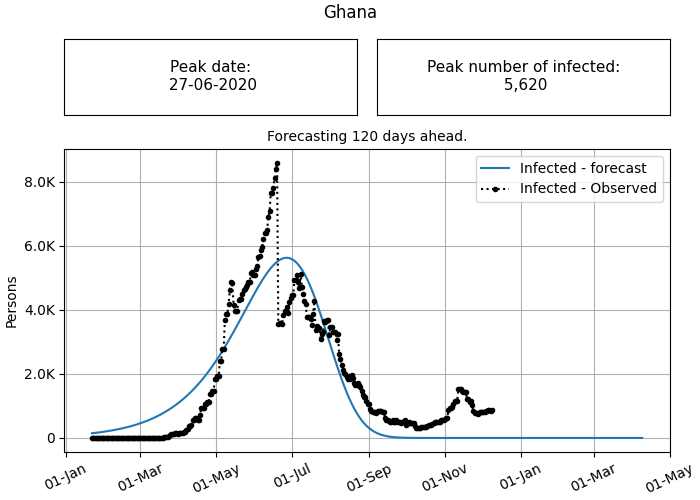 Ghana
Peak date:
27-06-2020
Peak number of infected:
5,620
Forecasting 120 days ahead.
Infected - forecast
Infected - Observed
8.0K
6.0K
4.0K
2.0K
0
Persons
01-Jan
01-Mar
01-May
01-Jul
01-Sep
01-Nov
01-Jan
01-Mar
01-May